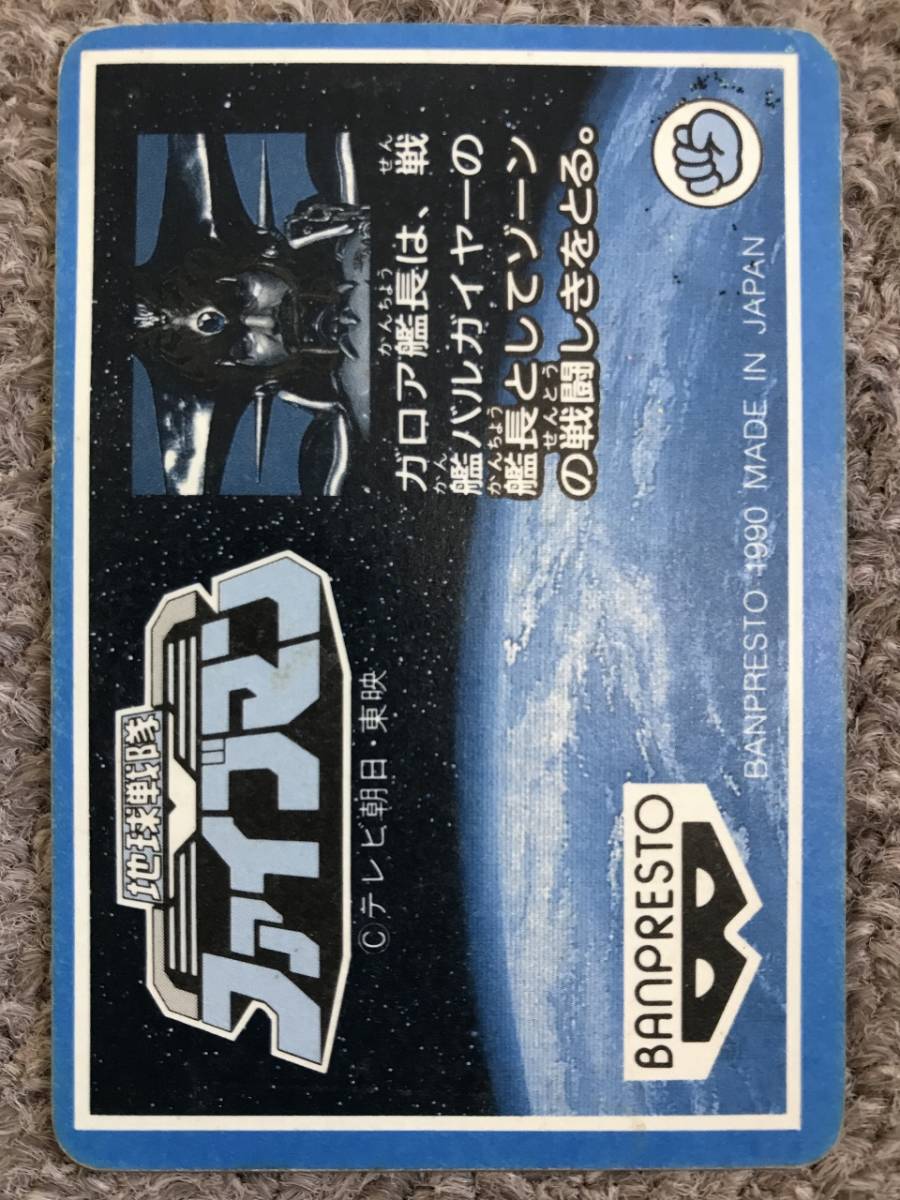 地球戦隊
ファイブマン
©テレビ朝日・東映
ガロア艦長は、戦
艦バルガイヤーの
艦長としてゾーン
の戦闘しきをとる。
BANPRESTO
BANPRESTO 1990 MADE IN JAPAN